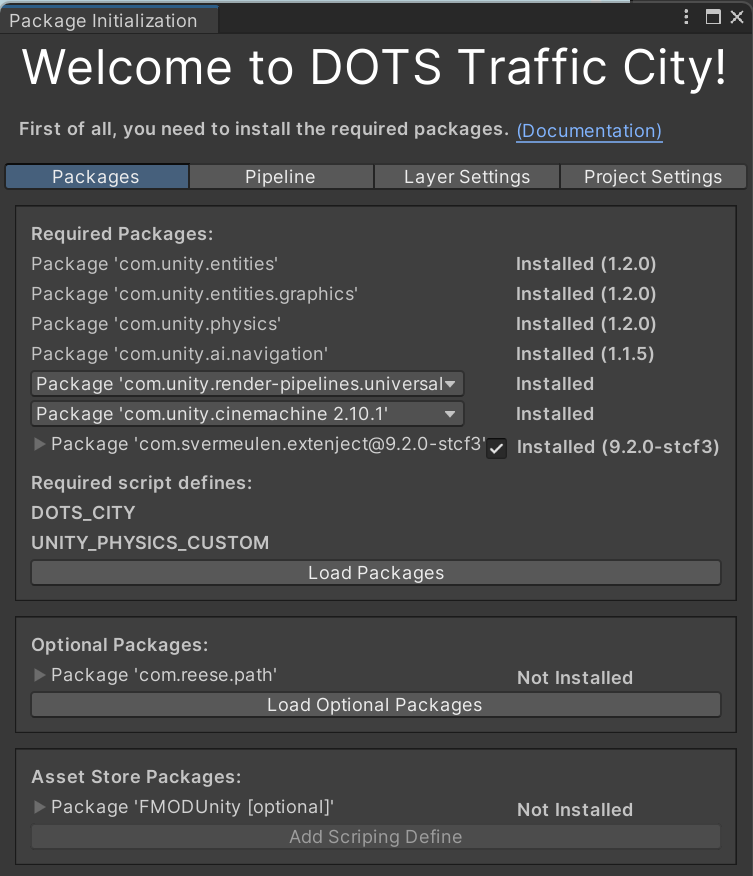 Package Initialization
Welcome to DOTS Traffic City!
First of all, you need to install the required packages. (Documentation)
Packages Pipeline Layer Settings Project Settings
Required Packages:
Package 'com.unity.entities' Installed (1.2.0)
Package 'com.unity.entities.graphics' Installed (1.2.0)
Package 'com.unity.physics' Installed (1.2.0)
Package 'com.unity.ai.navigation' Installed (1.1.5)
Package 'com.unity.render-pipelines.universal Installed
Package 'com.unity.cinemachine 2.10.1' Installed
Package 'com.svermeulen.extenject@9.2.0-stcf3' Installed (9.2.0-stcf3)
Required script defines:
DOTS_CITY
UNITY_PHYSICS_CUSTOM
Load Packages
Optional Packages:
Package 'com.reese.path' Not Installed
Load Optional Packages
Asset Store Packages:
Package 'FMODUnity [optional]' Not Installed
Add Scriping Define